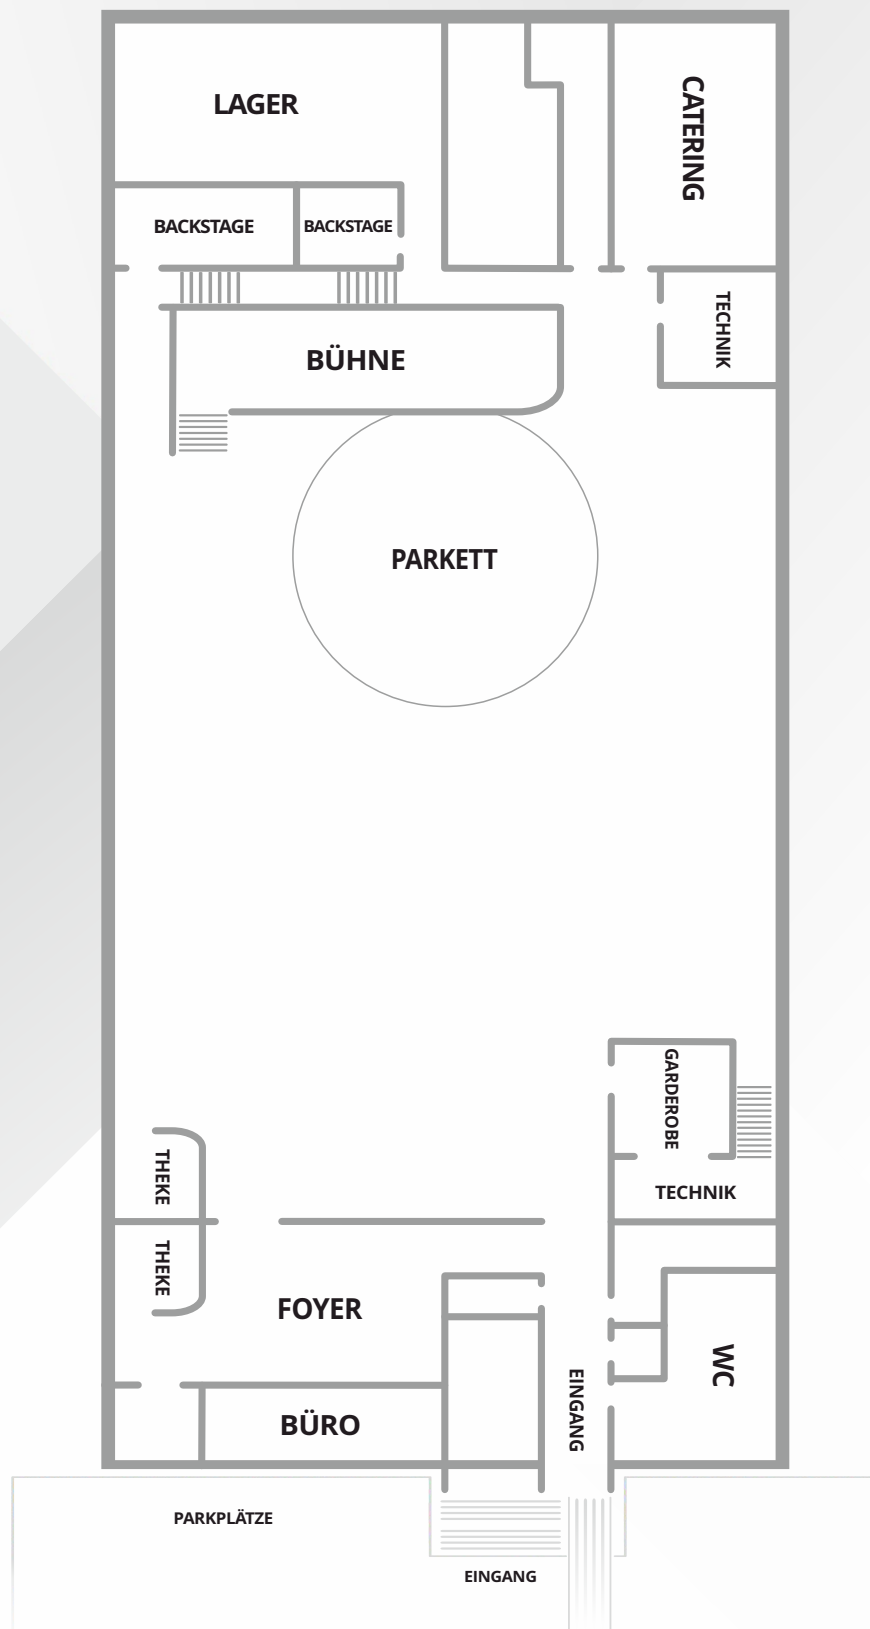 LAGER
CATERING
BACKSTAGE
BACKSTAGE
TECHNIK
BÜHNE
PARKETT
GARDEROBE
THEKE
TECHNIK
THEKE
FOYER
WC
EINGANG
BÜRO
PARKPLÄTZE
EINGANG